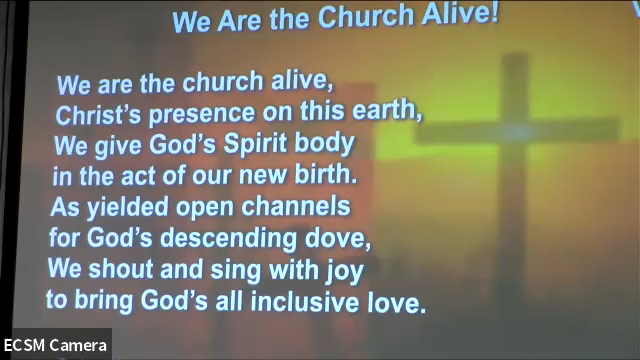 We Are the Church Alive!
We are the church alive,
Christ's presence on this earth,
We give God's Spirit body
in the act of our new birth.
As yielded open channels
for God's descending dove,
We shout and sing with joy
to bring God's all inclusive love.
ECSM Camera